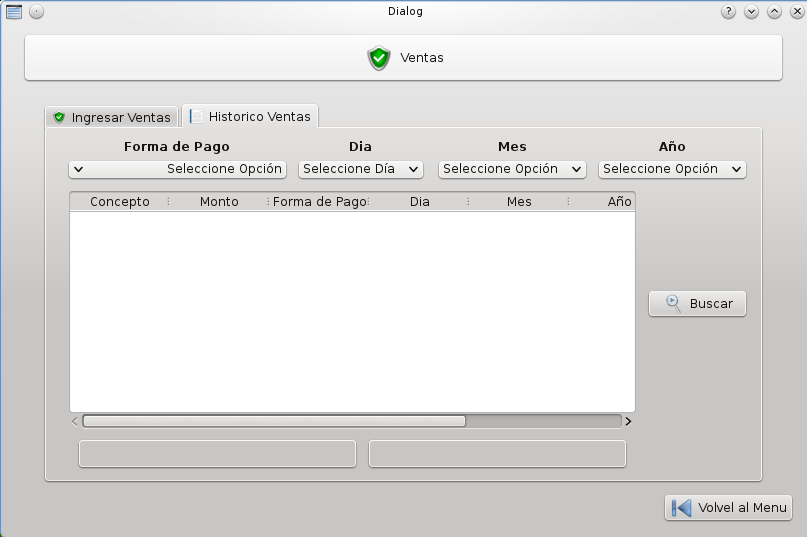 Dialog
?
Ventas
Ingresar Ventas Historico Ventas
Forma de Pago Dia Mes Año
Seleccione Opción Seleccione Día Seleccione Opción Seleccione Opción
Concepto Monto Forma de Pago Dia Mes Año
Buscar
Volvel al Menu